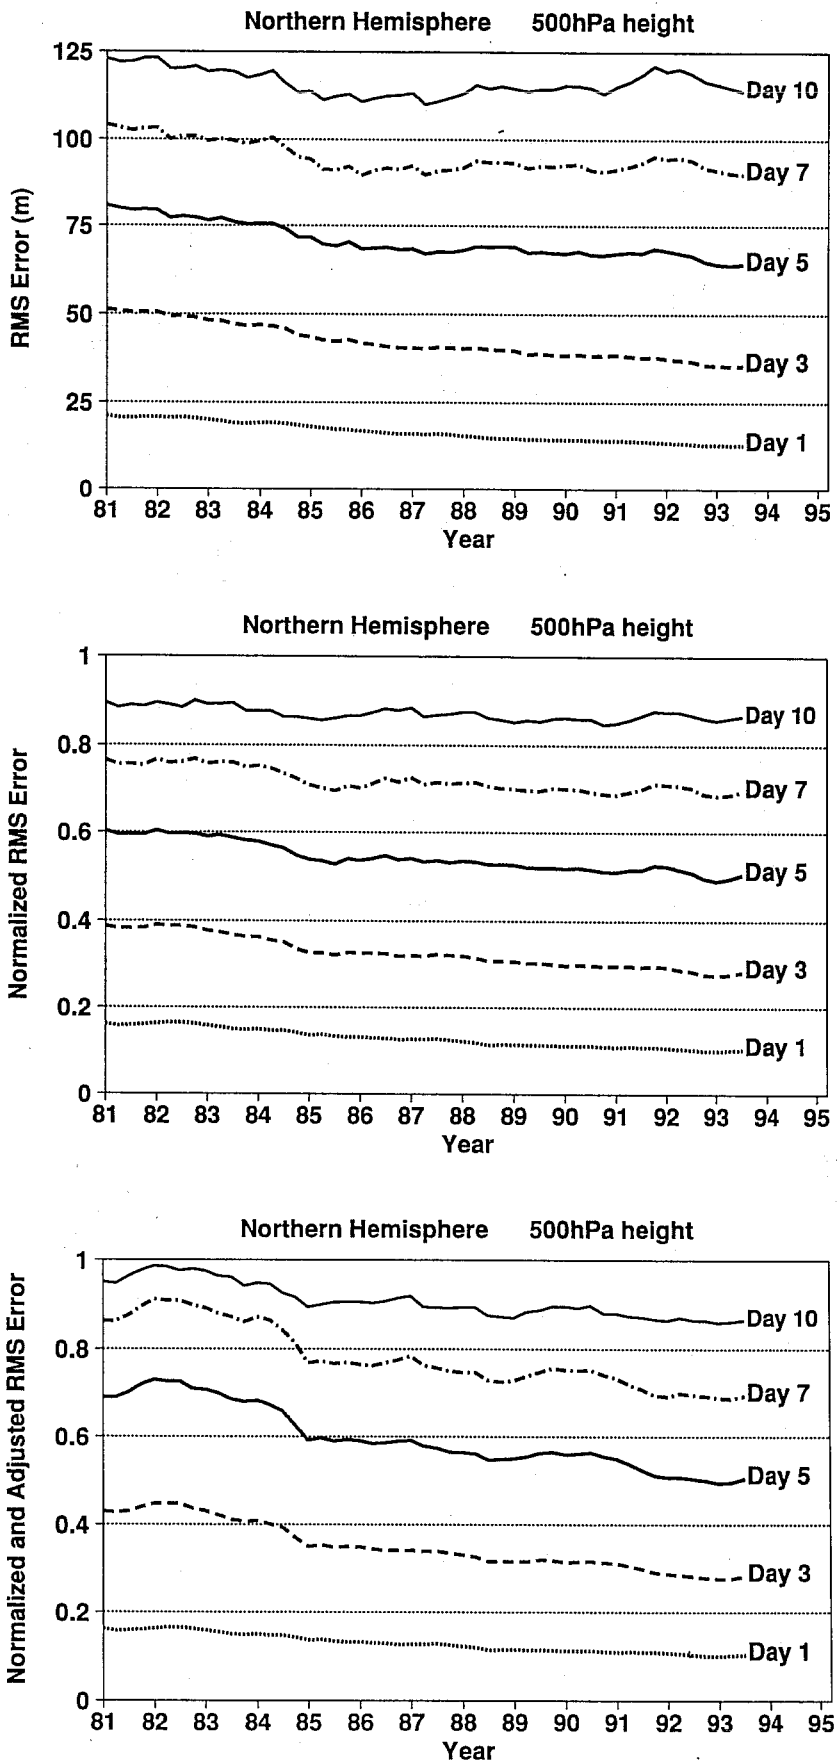 Northern Hemisphere 500hPa height
125
100
75
50
25
0
RMS Error (m)
Day 10
Day 7
Day 5
Day 3
Day 1
81 82 83 84 85 86 87 88 89 90 91 92 93 94 95
Year
Northern Hemisphere 500hPa height
1
0.8
0.6
0.4
0.2
0
Normalized RMS Error
Day 10
Day 7
Day 5
Day 3
Day 1
81 82 83 84 85 86 87 88 89 90 91 92 93 94 95
Year
Northern Hemisphere 500hPa height
1
0.8
0.6
0.4
0.2
0
Normalized and Adjusted RMS Error
Day 10
Day 7
Day 5
Day 3
Day 1
81 82 83 84 85 86 87 88 89 90 91 92 93 94 95
Year